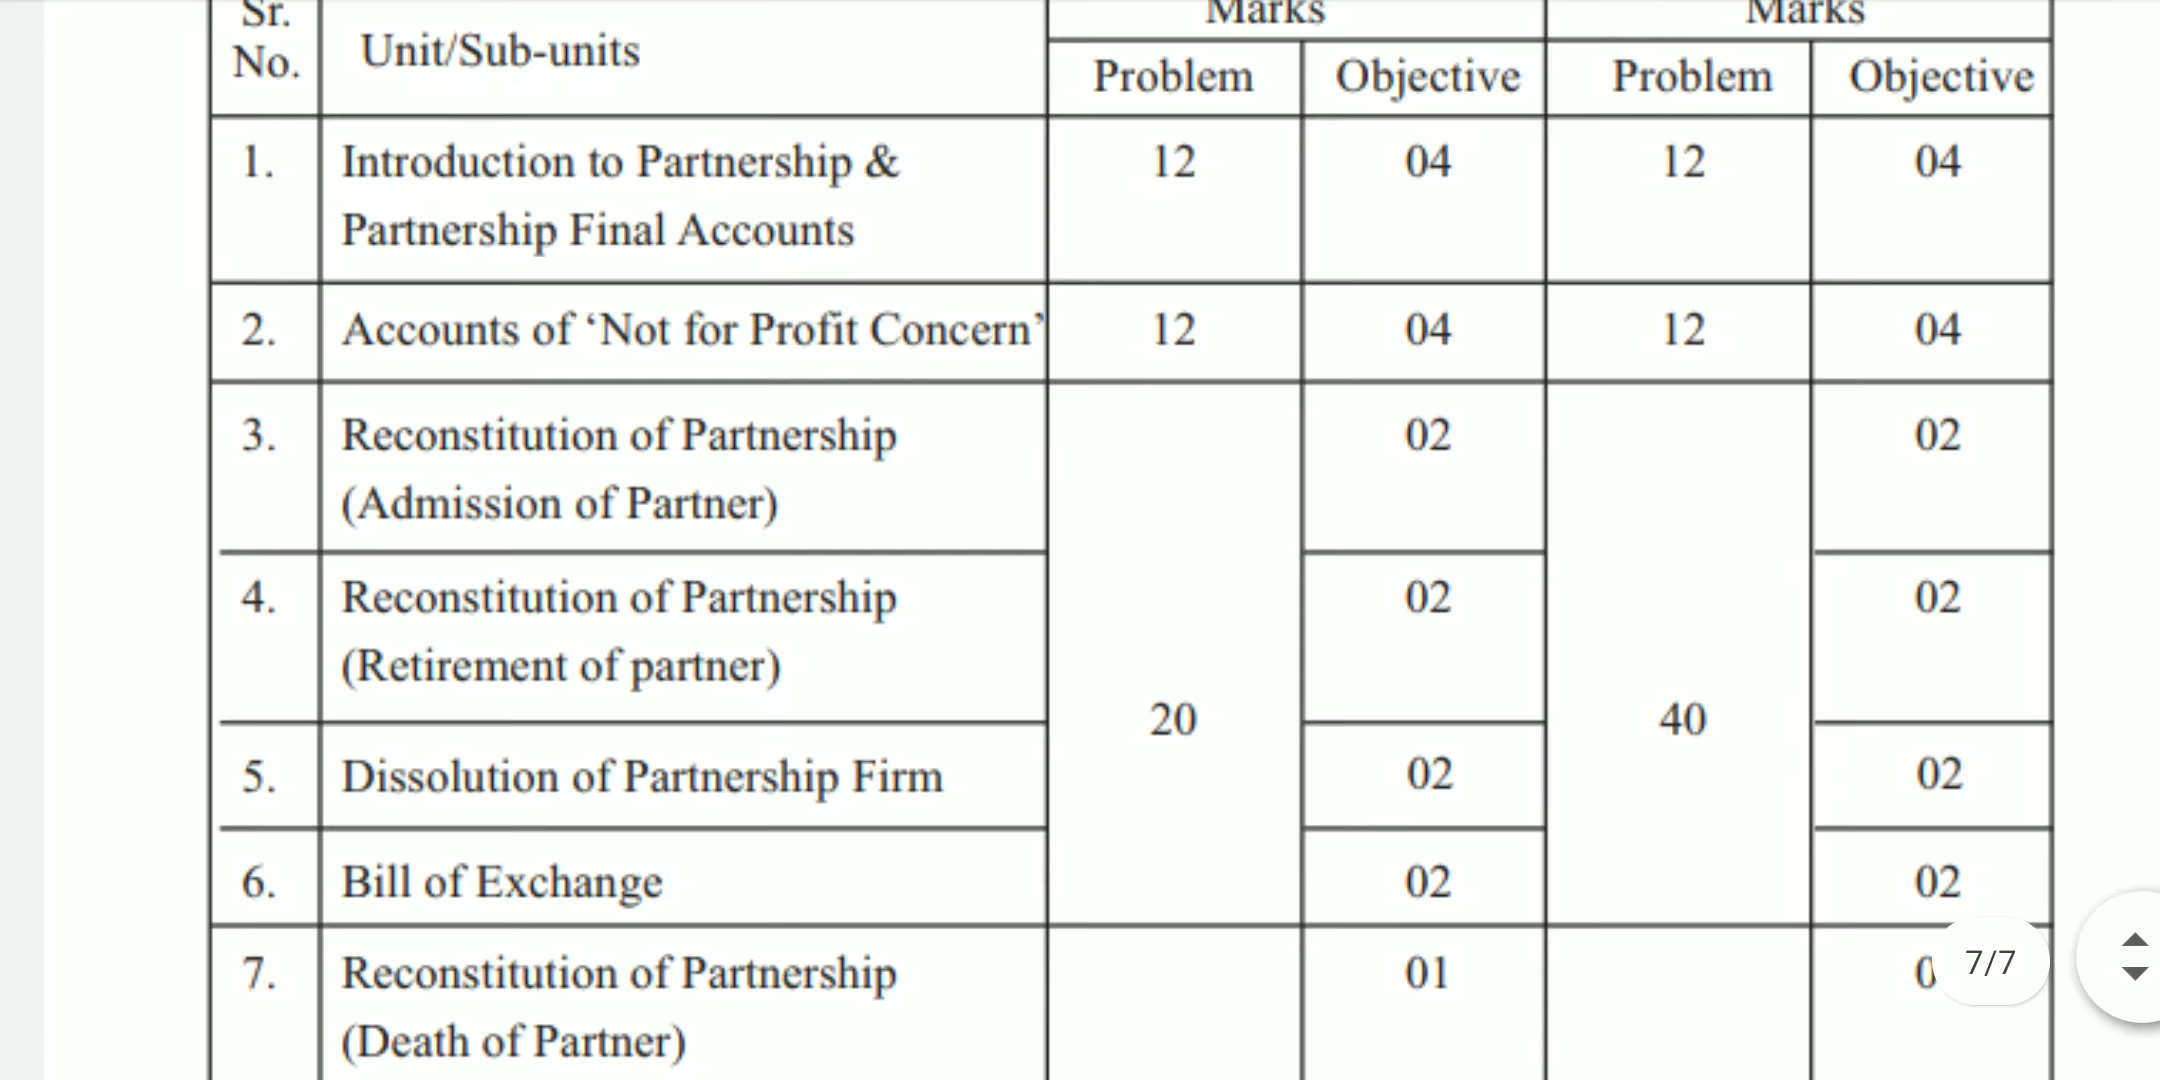 Sr.
No.
Unit/Sub-units
Marks
Marks
Problem
Objective
Problem
Objective
1.
Introduction to Partnership &
Partnership Final Accounts
12
04
12
04
2.
Accounts of ‘Not for Profit Concern’
12
04
12
04
3.
Reconstitution of Partnership
(Admission of Partner)
02
02
4.
Reconstitution of Partnership
(Retirement of partner)
02
02
20
40
5.
Dissolution of Partnership Firm
02
02
6.
Bill of Exchange
02
02
7.
Reconstitution of Partnership
(Death of Partner)
01
7/7